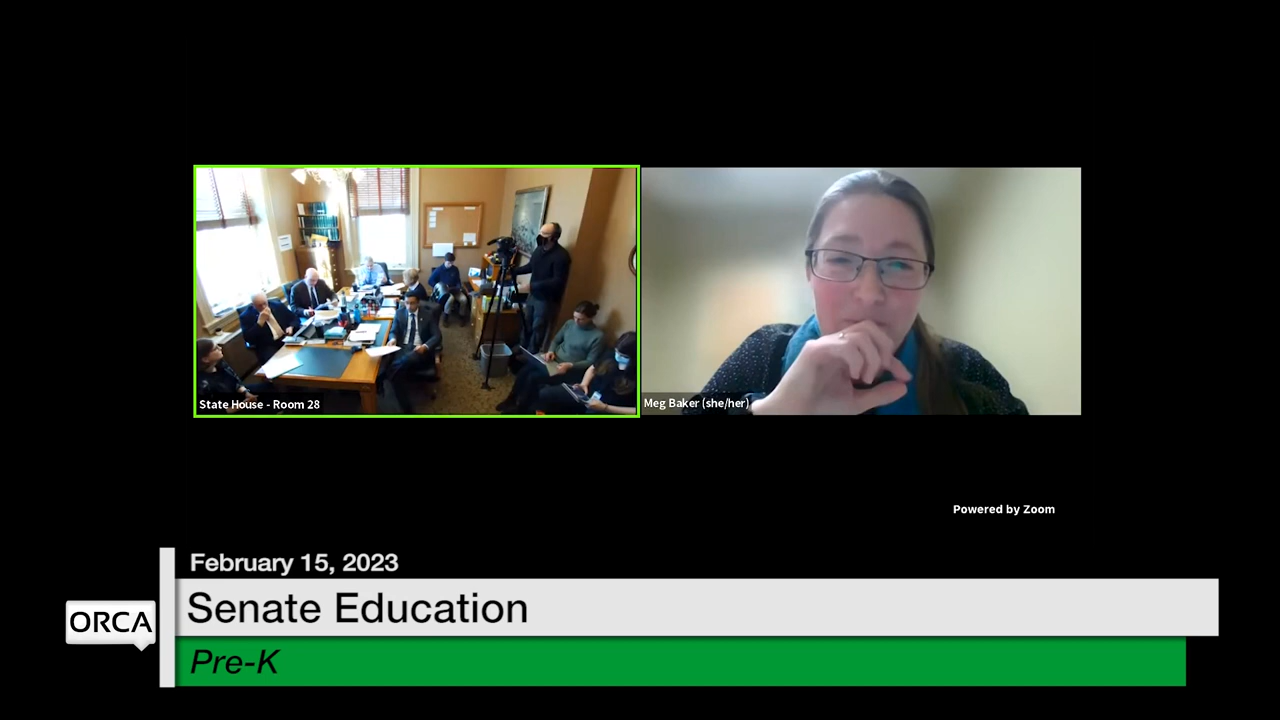 State House - Room 28
Meg Baker (she/her)
Powered by Zoom
February 15, 2023
Senate Education
ORCA
Pre-K